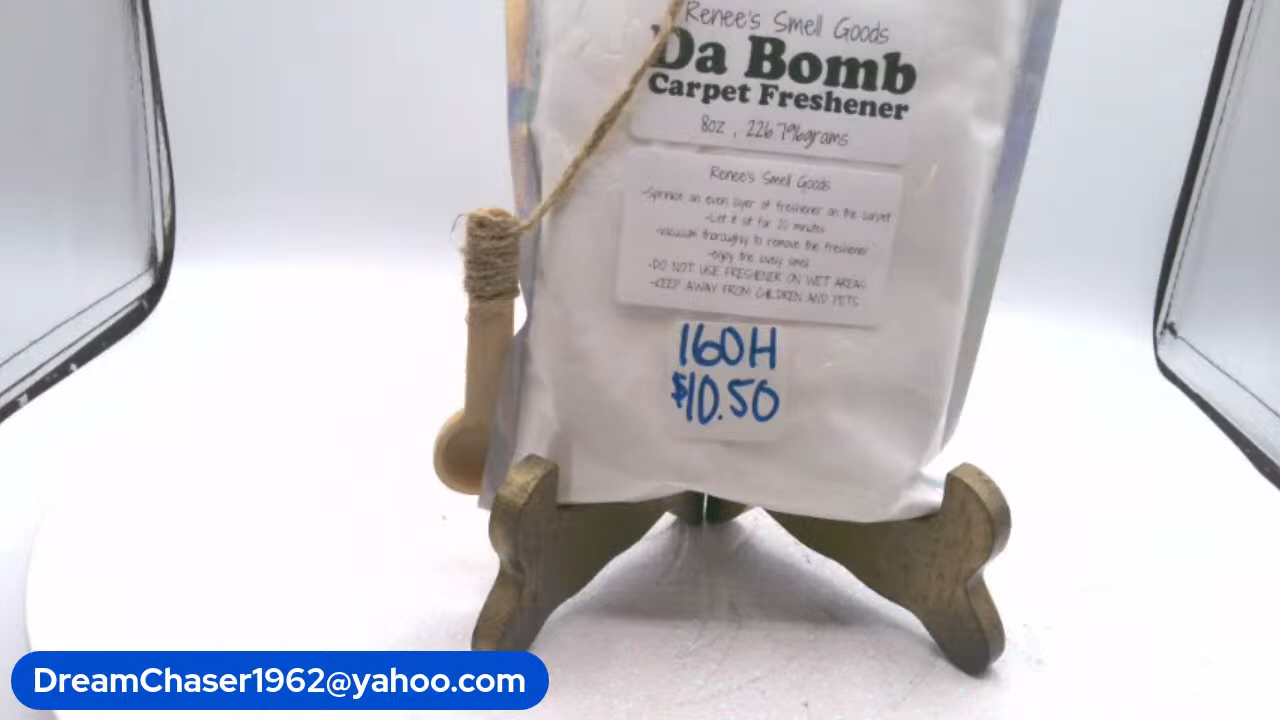 Renee's Smell Goods
Da Bomb
Carpet Freshener
8oz , 226.796grams
Renee's Smell Goods
-Sprinkle an even layer of freshener on the carpet
-Let it sit for 20 minutes
-vacuum thoroughly to remove the freshener
-enjoy the lovely smell
-DO NOT USE FRESHENER ON WET AREAS
-KEEP AWAY FROM CHILDREN AND PETS
160H
$10.50
DreamChaser1962@yahoo.com